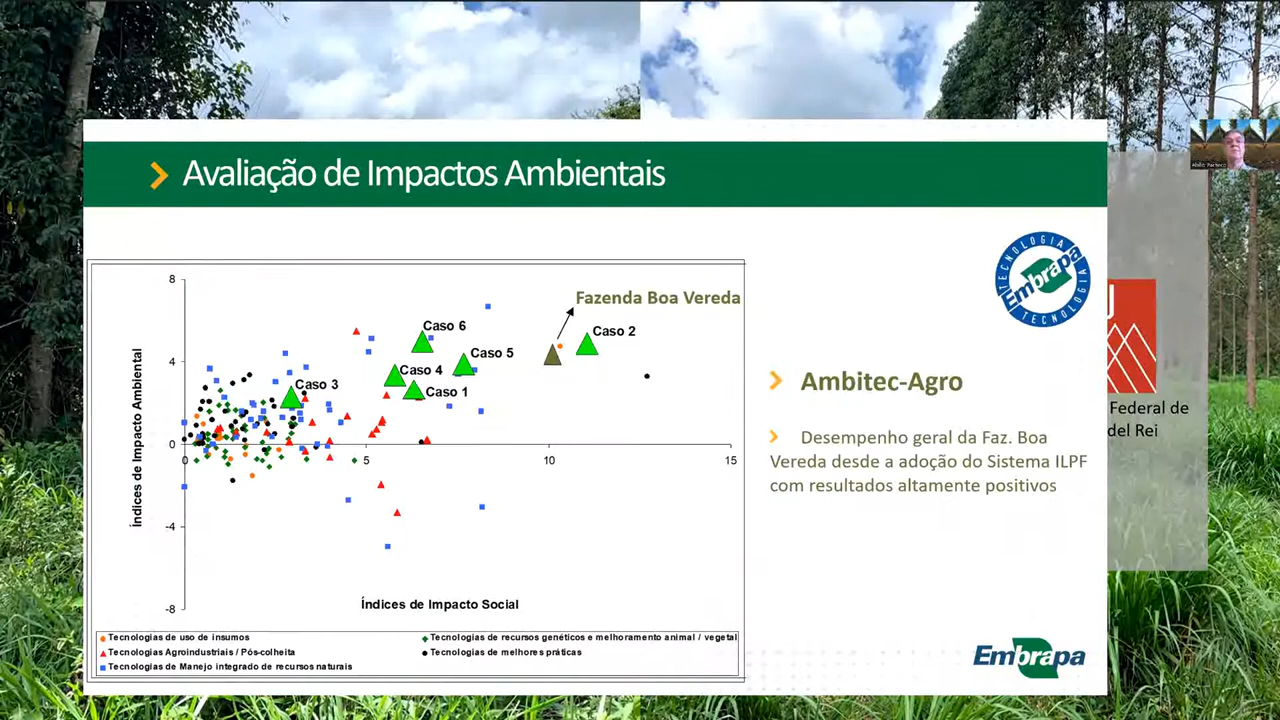 Avaliação de Impactos Ambientais
TECNOLOGIA
Embrapa
TECNOLOGIA
8
4
0
-4
-8
0
5
10
15
Índices de Impacto Ambiental
Índices de Impacto Social
Fazenda Boa Vereda
Caso 6
Caso 2
Caso 5
Caso 4
Caso 3
Caso 1
Tecnologias de uso de insumos
Tecnologias de recursos genéticos e melhoramento animal / vegetal
Tecnologias Agroindustriais / Pós-colheita
Tecnologias de melhores práticas
Tecnologias de Manejo integrado de recursos naturais
Ambitec-Agro
Desempenho geral da Faz. Boa
Vereda desde a adoção do Sistema ILPF
com resultados altamente positivos
Embrapa
J
Federal de
del Rei